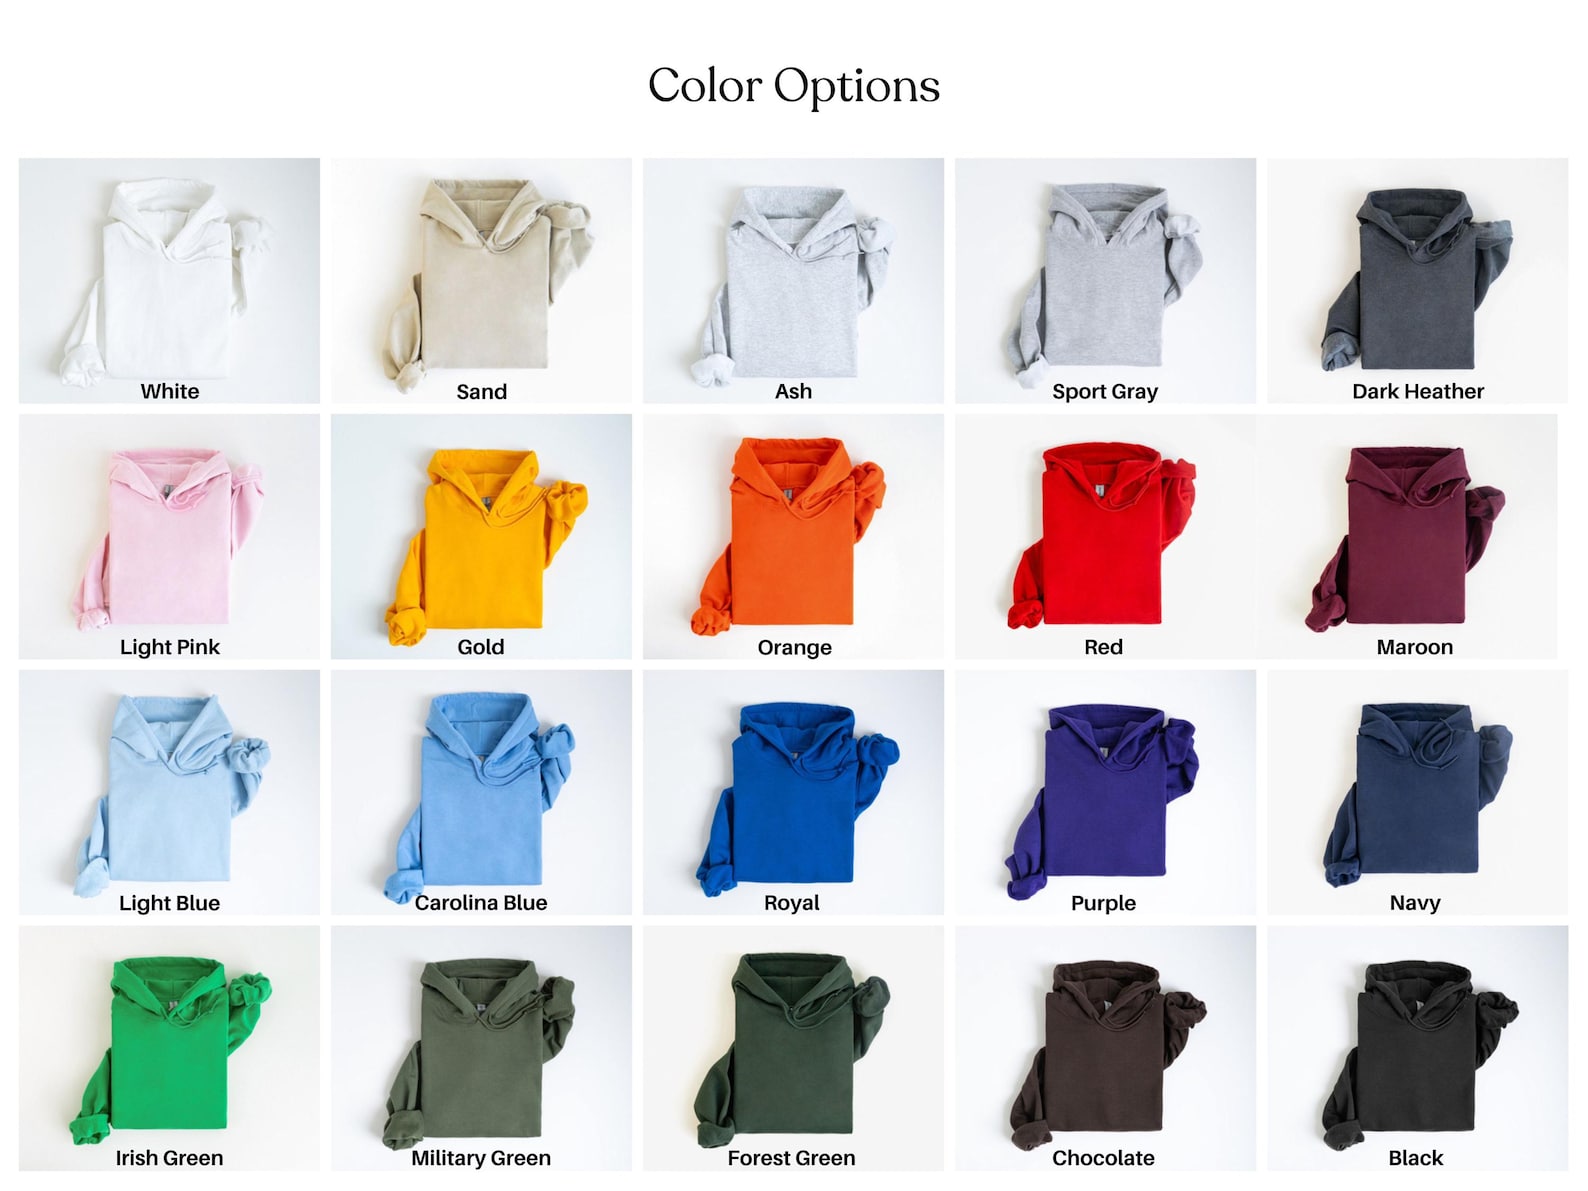 Color Options
White
Sand
Ash
Sport Gray
Dark Heather
Light Pink
Gold
Orange
Red
Maroon
Light Blue
Carolina Blue
Royal
Purple
Navy
Irish Green
Military Green
Forest Green
Chocolate
Black